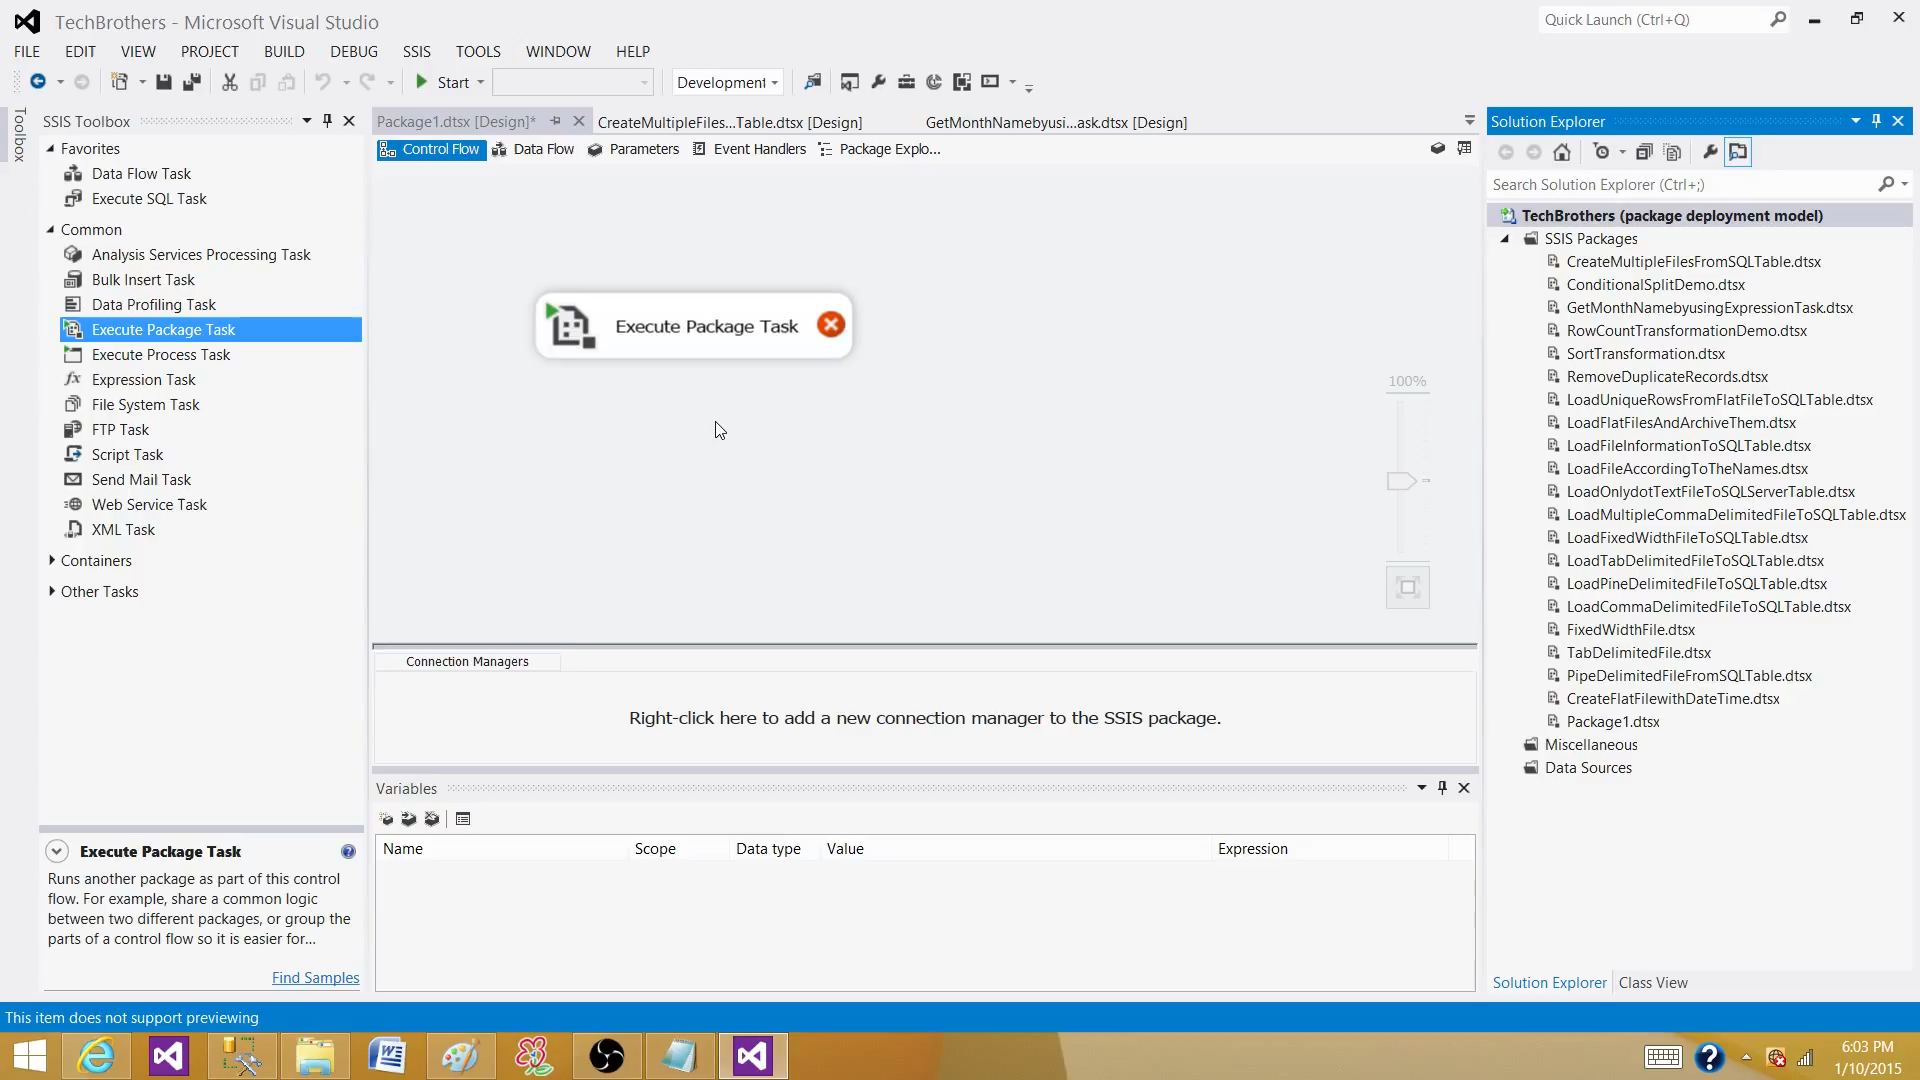 TechBrothers - Microsoft Visual Studio
Quick Launch (Ctrl+Q)
FILE EDIT VIEW PROJECT BUILD DEBUG SSIS TOOLS WINDOW HELP
Start
Development
Toolbox
SSIS Toolbox
Favorites
Data Flow Task
Execute SQL Task
Common
Analysis Services Processing Task
Bulk Insert Task
Data Profiling Task
Execute Package Task
Execute Process Task
Expression Task
File System Task
FTP Task
Script Task
Send Mail Task
Web Service Task
XML Task
Containers
Other Tasks
Execute Package Task
Runs another package as part of this control
flow. For example, share a common logic
between two different packages, or group the
parts of a control flow so it is easier for...
Find Samples
Package1.dtsx [Design]*
CreateMultipleFiles...Table.dtsx [Design]
GetMonthNamebyusi...ask.dtsx [Design]
Control Flow
Data Flow
Parameters
Event Handlers
Package Explo...
Execute Package Task
100%
Connection Managers
Right-click here to add a new connection manager to the SSIS package.
Variables
Name Scope Data type Value Expression
Solution Explorer
Search Solution Explorer (Ctrl+;)
TechBrothers (package deployment model)
SSIS Packages
CreateMultipleFilesFromSQLTable.dtsx
ConditionalSplitDemo.dtsx
GetMonthNamebyusingExpressionTask.dtsx
RowCountTransformationDemo.dtsx
SortTransformation.dtsx
RemoveDuplicateRecords.dtsx
LoadUniqueRowsFromFlatFileToSQLTable.dtsx
LoadFlatFilesAndArchiveThem.dtsx
LoadFileInformationToSQLTable.dtsx
LoadFileAccordingToTheNames.dtsx
LoadOnlydotTextFileToSQLServerTable.dtsx
LoadMultipleCommaDelimitedFileToSQLTable.dtsx
LoadFixedWidthFileToSQLTable.dtsx
LoadTabDelimitedFileToSQLTable.dtsx
LoadPineDelimitedFileToSQLTable.dtsx
LoadCommaDelimitedFileToSQLTable.dtsx
FixedWidthFile.dtsx
TabDelimitedFile.dtsx
PipeDelimitedFileFromSQLTable.dtsx
CreateFlatFilewithDateTime.dtsx
Package1.dtsx
Miscellaneous
Data Sources
Solution Explorer
Class View
This item does not support previewing
6:03 PM
1/10/2015